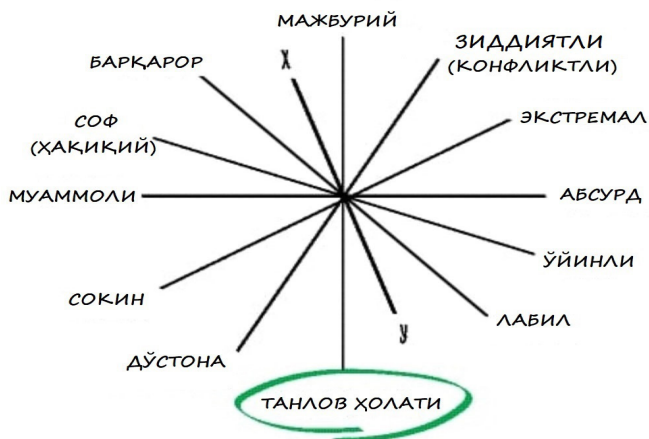 МАЖБУРИЙ
ЗИДДИЯТЛИ
(КОНФЛИКТЛИ)
Х
БАРҚАРОР
ЭКСТРЕМАЛ
СОФ
(ҲАҚИҚИЙ)
МУАММОЛИ
АБСУРД
ЎЙИНЛИ
СОКИН
ЛАБИЛ
У
ДЎСТОНА
ТАНЛОВ ҲОЛАТИ